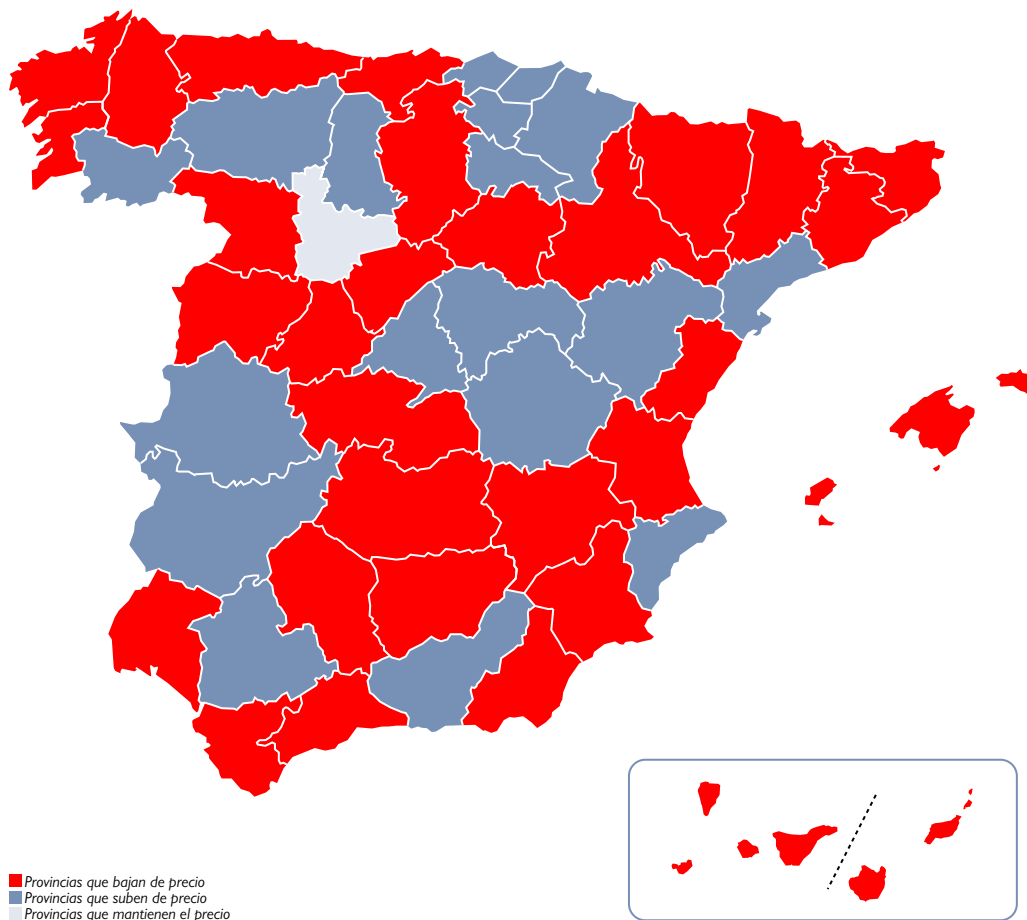 Provincias que bajan de precio
Provincias que suben de precio
Provincias que mantienen el precio